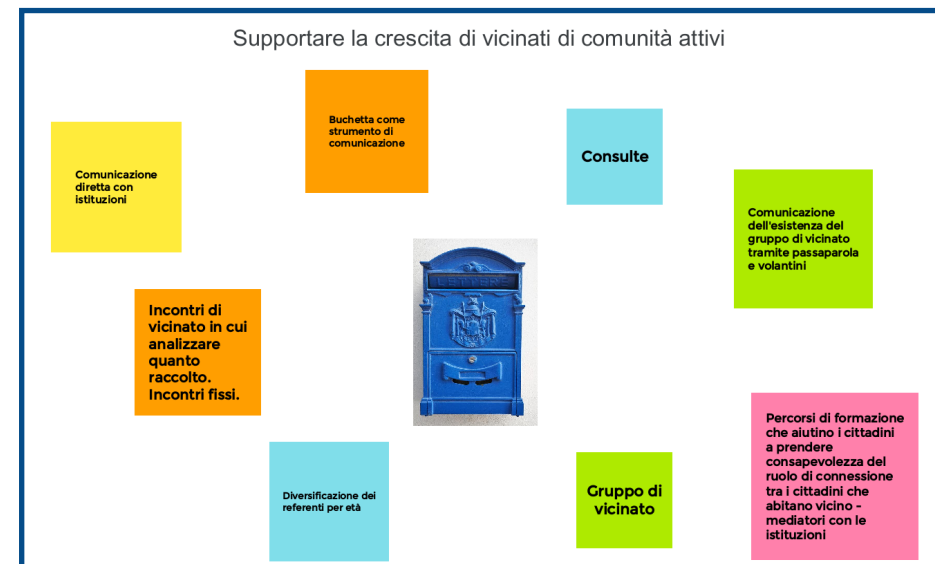 Supportare la crescita di vicinati di comunità attivi
Buchetta come
strumento di
comunicazione
Consulte
Comunicazione
diretta con
istituzioni
Comunicazione
dell'esistenza del
gruppo di vicinato
tramite passaparola
e volantini
LETTERE
Incontri di
vicinato in cui
analizzare
quanto
raccolto.
Incontri fissi.
Percorsi di formazione
che aiutino i cittadini
a prendere
consapevolezza del
ruolo di connessione
tra i cittadini che
abitano vicino -
mediatori con le
istituzioni
Diversificazione dei
referenti per età
Gruppo di
vicinato